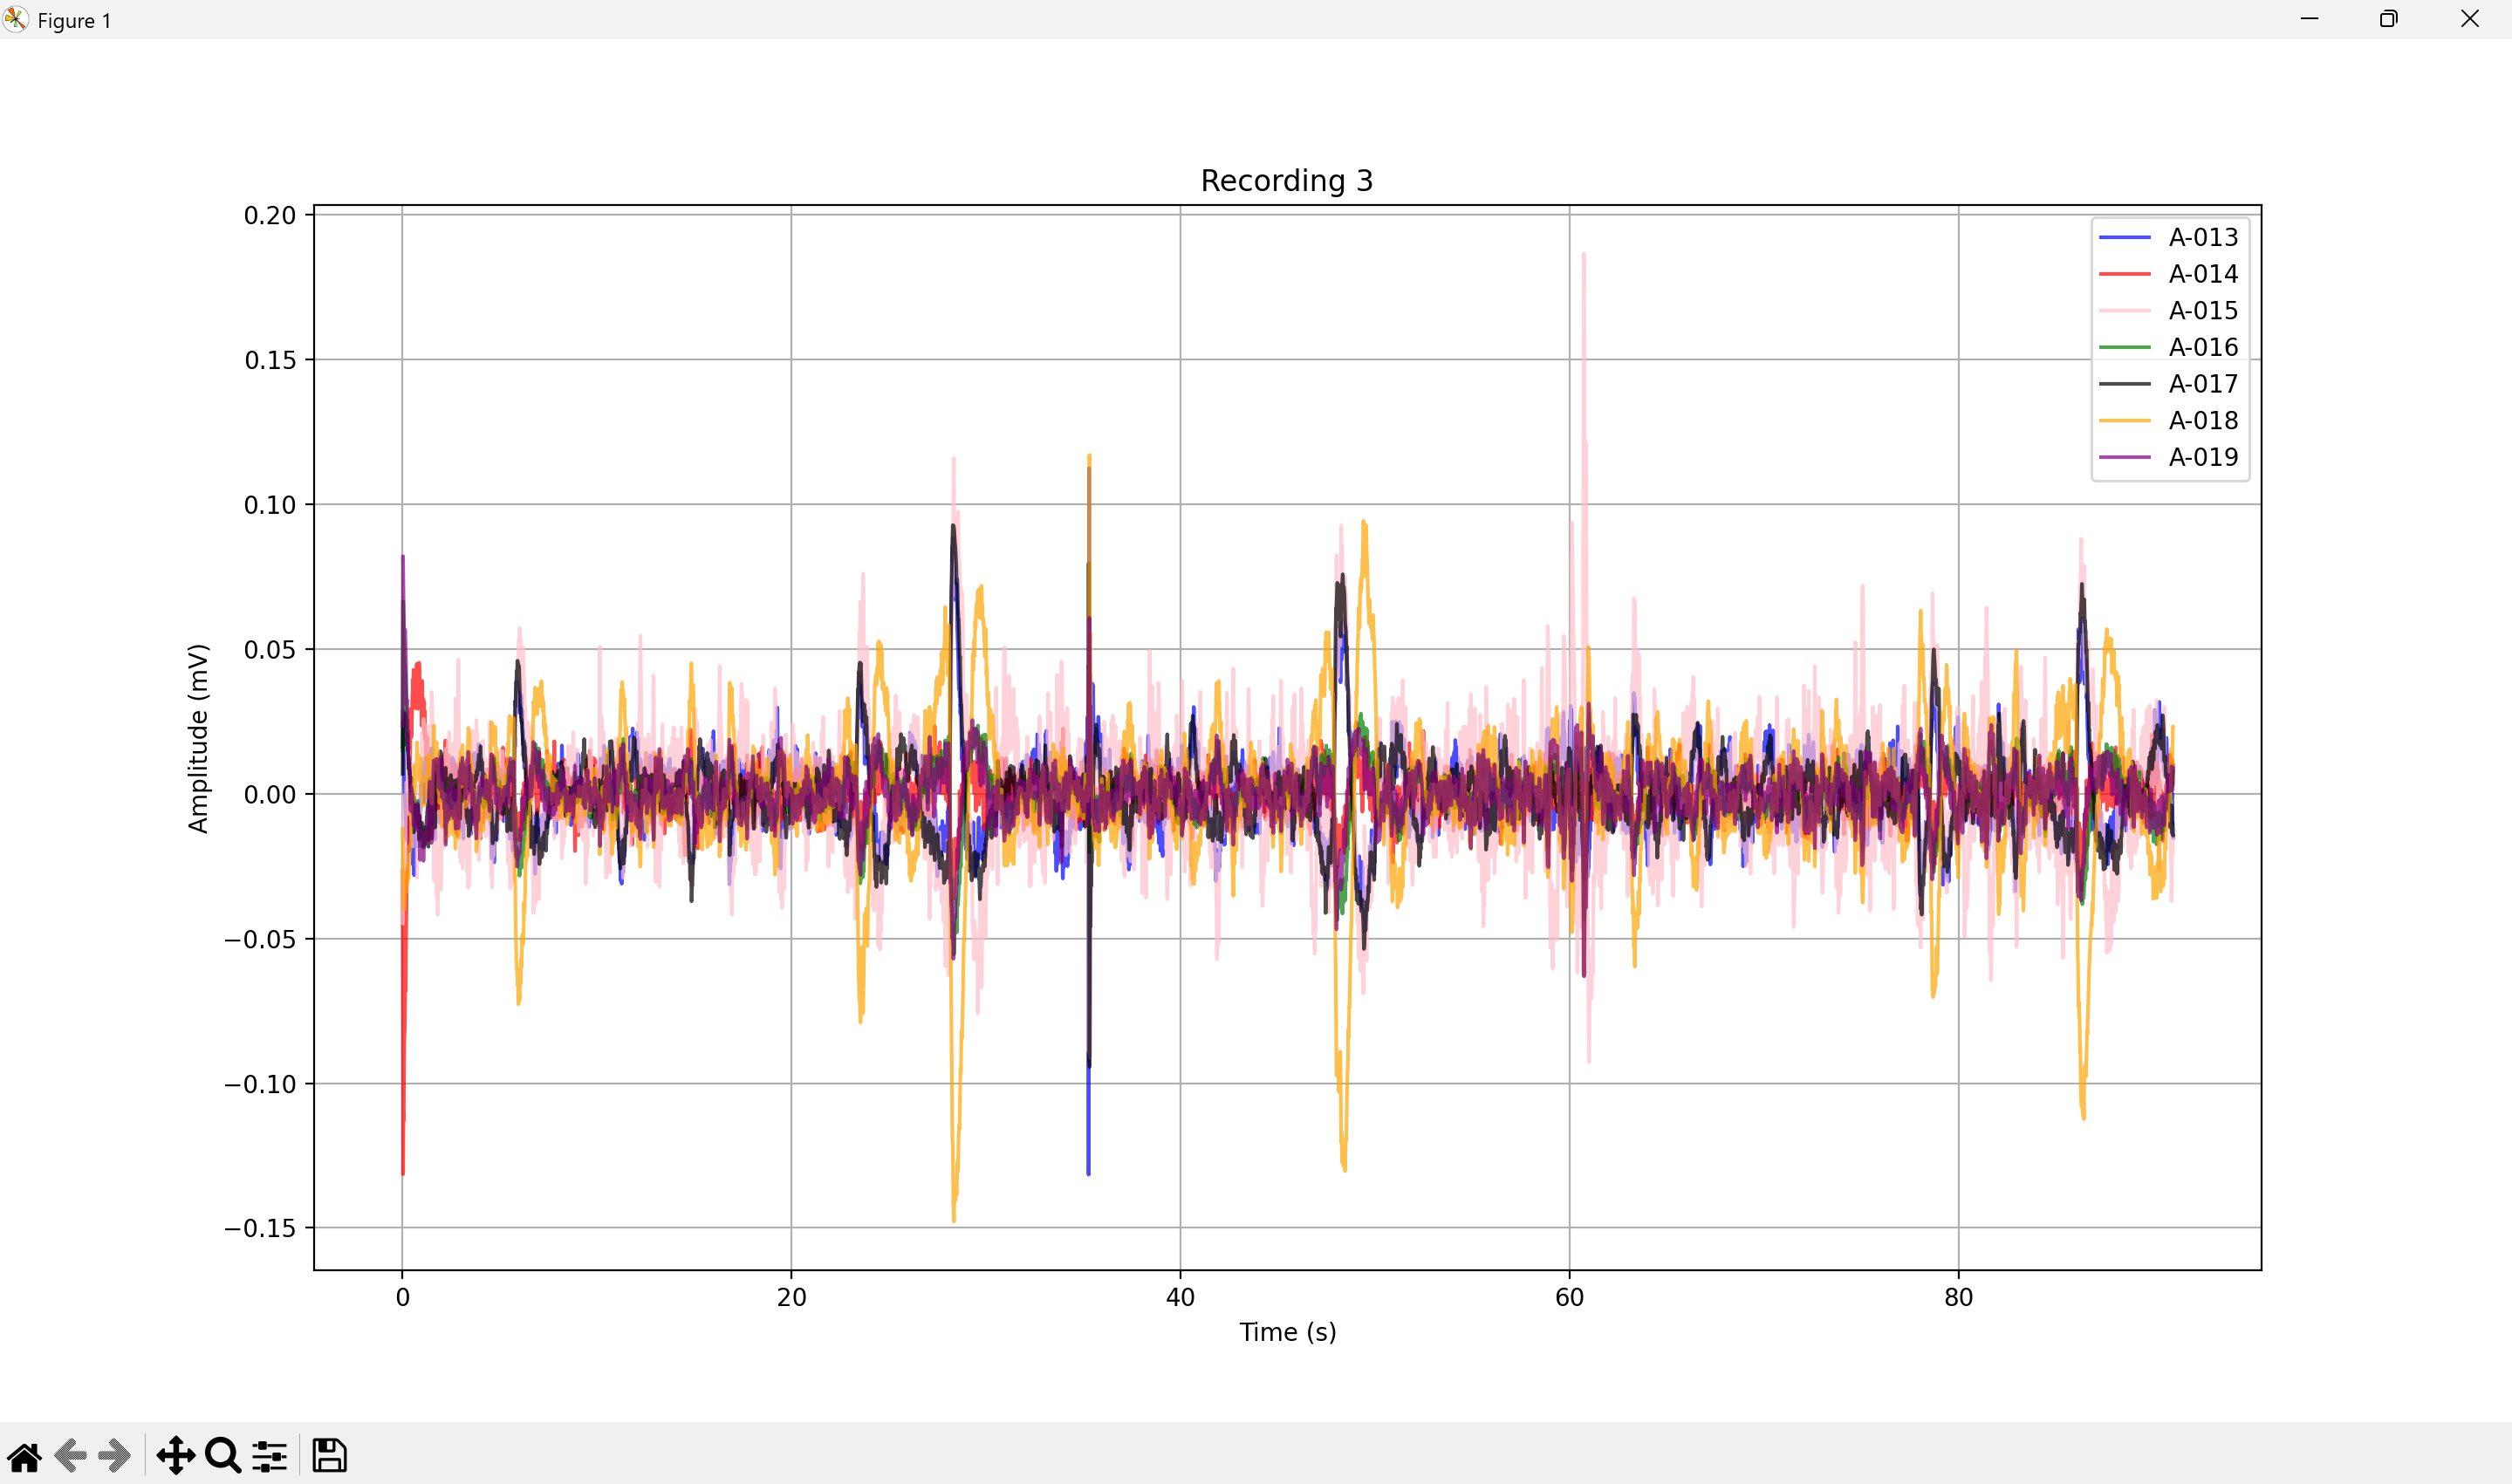 Figure 1
Recording 3
0.20
0.15
0.10
0.05
0.00
−0.05
−0.10
−0.15
Amplitude (mV)
A-013
A-014
A-015
A-016
A-017
A-018
A-019
0 20 40 60 80
Time (s)